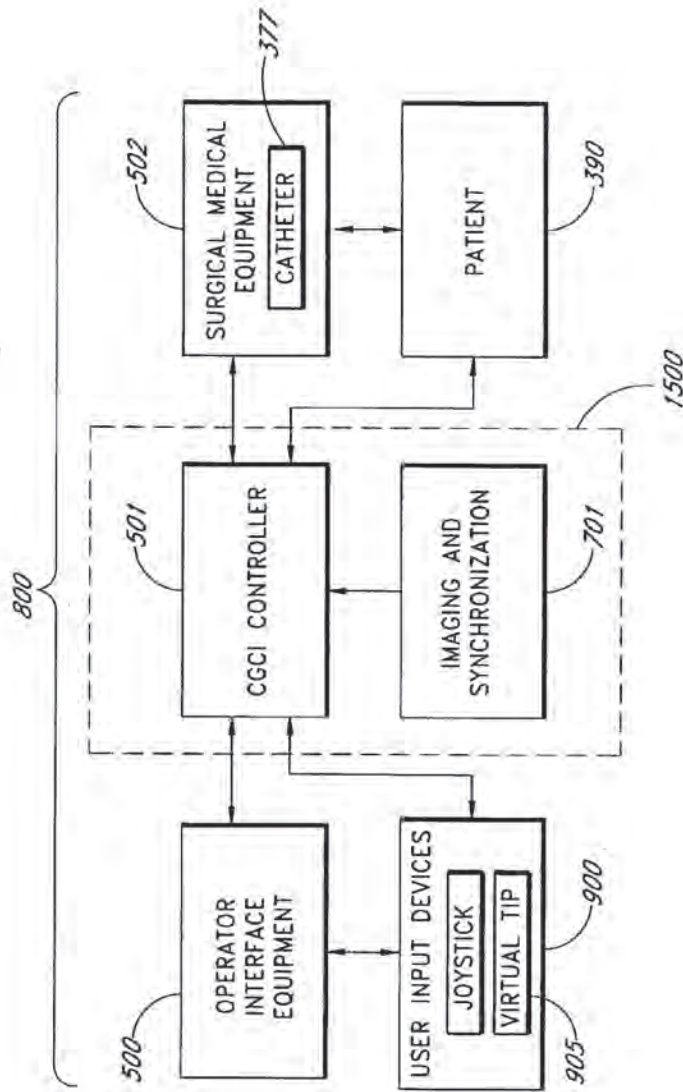 800
502
SURGICAL MEDICAL
EQUIPMENT
377
CATHETER
PATIENT
390
501
CGCI CONTROLLER
IMAGING AND
SYNCHRONIZATION
701
1500
500
OPERATOR
INTERFACE
EQUIPMENT
USER INPUT DEVICES
JOYSTICK
VIRTUAL TIP
900
905